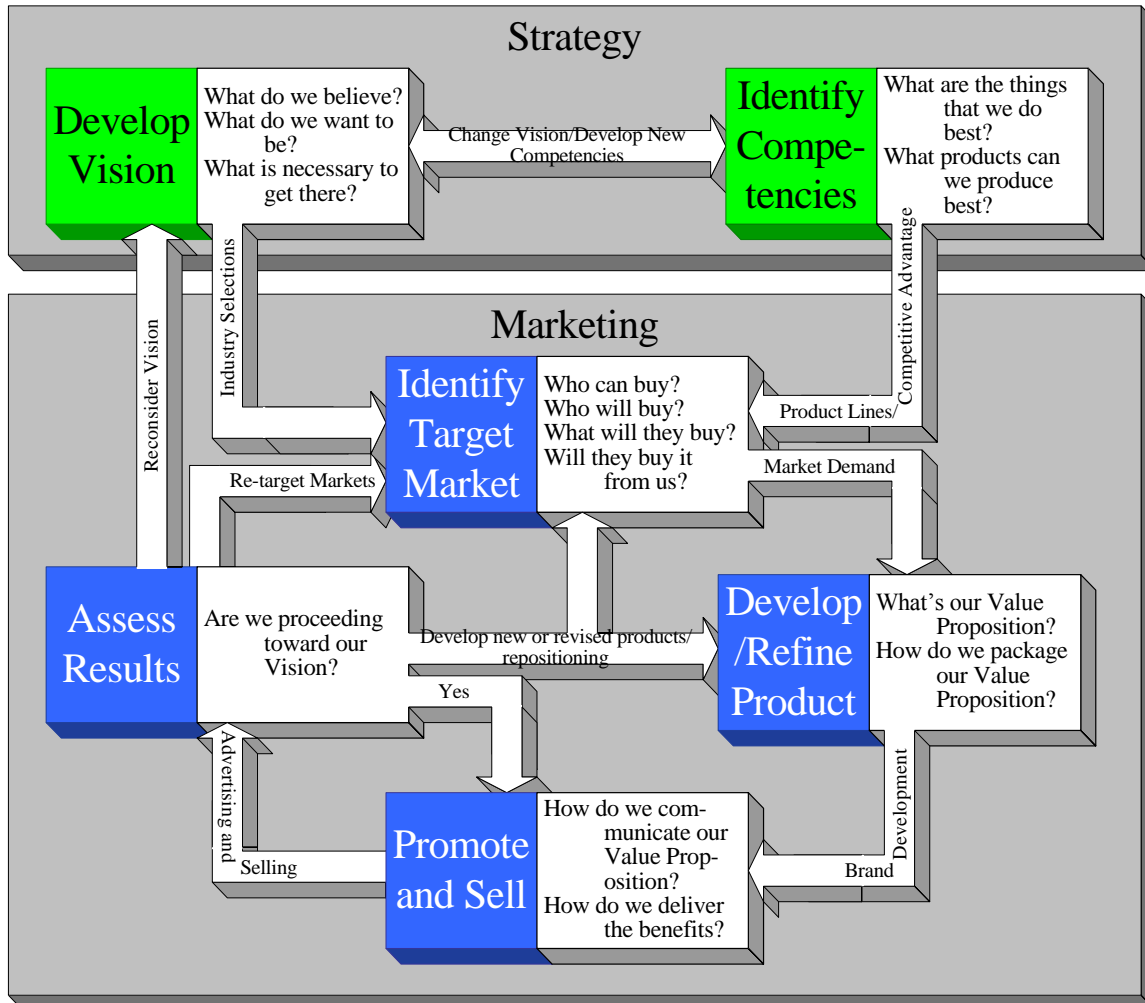 Strategy
Develop
Vision
What do we believe?
What do we want to
be?
What is necessary to
get there?
Change Vision/Develop New
Competencies
Identify
Compe-
tencies
What are the things
that we do
best?
What products can
we produce
best?
Reconsider Vision
Industry Selections
Competitive Advantage
Product Lines/
Marketing
Identify
Target
Market
Who can buy?
Who will buy?
What will they buy?
Will they buy it
from us?
Re-target Markets
Market Demand
Assess
Results
Are we proceeding
toward our
Vision?
Develop new or revised products/
repositioning
Yes
Develop
/Refine
Product
What's our Value
Proposition?
How do we package
our Value
Proposition?
Advertising and
Selling
Promote
and Sell
How do we com-
municate our
Value Prop-
osition?
How do we deliver
the benefits?
Brand
Development